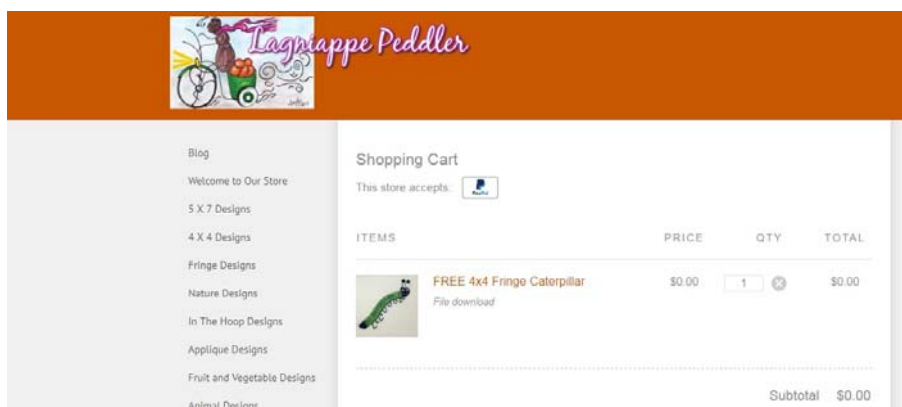 Lagniappe Peddler
Blog
Welcome to Our Store
5 X 7 Designs
4 X 4 Designs
Fringe Designs
Nature Designs
In The Hoop Designs
Applique Designs
Fruit and Vegetable Designs
Animal Designs
Shopping Cart
This store accepts:
PayPal
ITEMS PRICE QTY TOTAL
FREE 4x4 Fringe Caterpillar $0.00 1 $0.00
File download
Subtotal $0.00